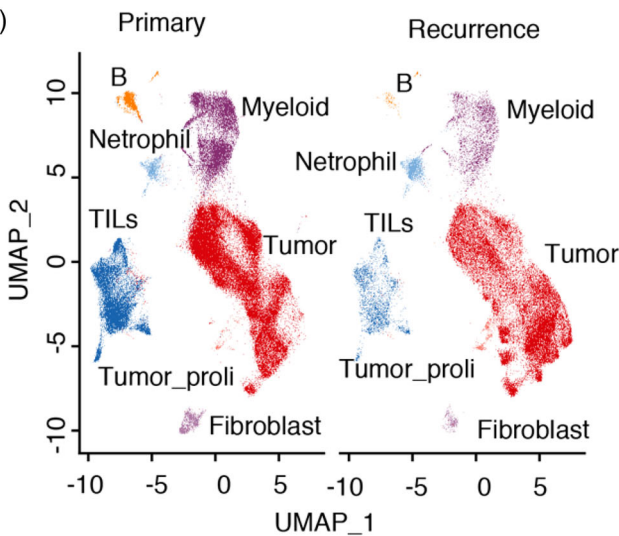 )
Primary
Recurrence
B
Myeloid
Netrophil
TILs
Tumor
Tumor_proli
Fibroblast
B
Myeloid
Netrophil
TILs
Tumor
Tumor_proli
Fibroblast
UMAP_2
10
5
0
-5
-10
-10 -5 0 5
-10 -5 0 5
UMAP_1